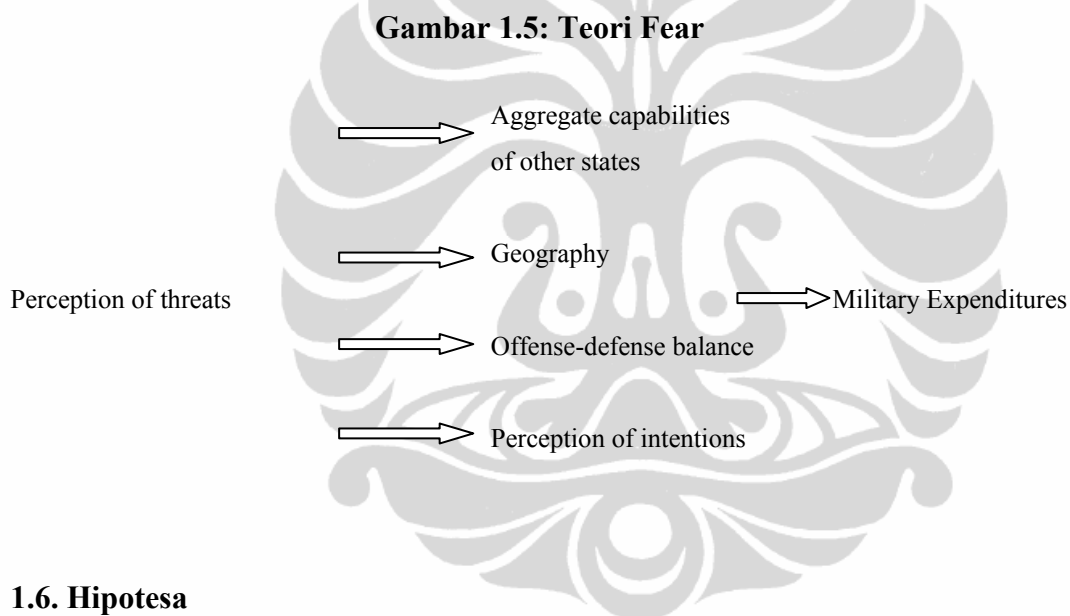 Gambar 1.5: Teori Fear
Aggregate capabilities
of other states
Geography
Perception of threats
Military Expenditures
Offense-defense balance
Perception of intentions
1.6. Hipotesa